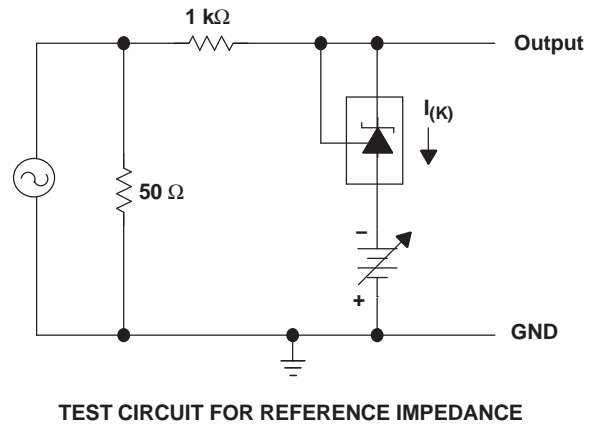 1 kΩ
Output
I(K)
50 Ω
–
+
GND
TEST CIRCUIT FOR REFERENCE IMPEDANCE